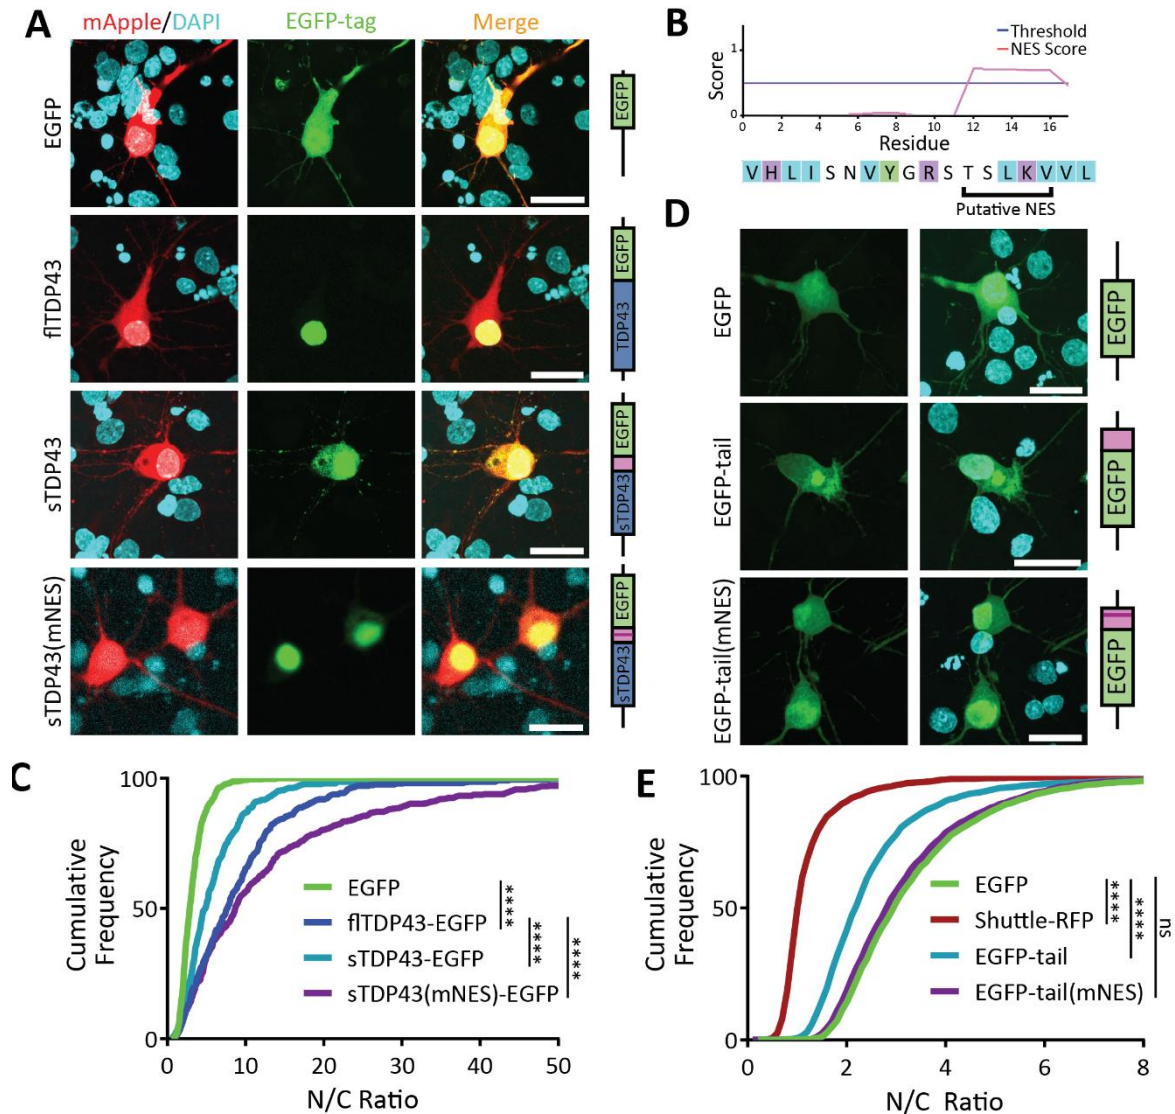 A
mApple/DAPI
EGFP-tag
Merge
EGFP
EGFP
flTDP43
EGFP
TDP43
sTDP43
EGFP
sTDP43
sTDP43(mNES)
EGFP
sTDP43
B
Threshold
NES Score
Score
1
0
0 2 4 6 8 10 12 14 16
Residue
V H L I S N V Y G R S T S L K V V L
Putative NES
D
EGFP
EGFP
EGFP-tail
EGFP
EGFP-tail(mNES)
EGFP
C
Cumulative
Frequency
100
50
0
0 10 20 30 40 50
N/C Ratio
EGFP
flTDP43-EGFP
sTDP43-EGFP
sTDP43(mNES)-EGFP
****
****
****
E
Cumulative
Frequency
100
50
0
0 2 4 6 8
N/C Ratio
EGFP
Shuttle-RFP
EGFP-tail
EGFP-tail(mNES)
****
****
ns